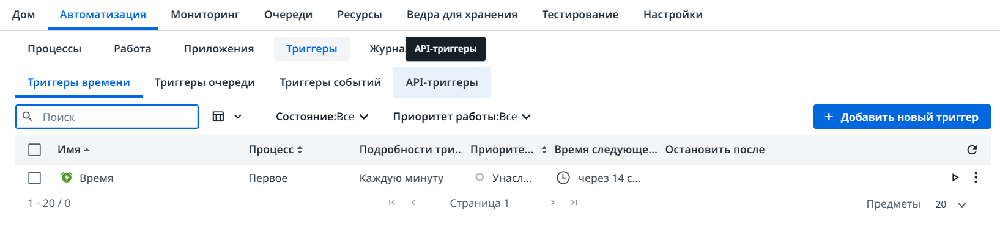 Дом Автоматизация Мониторинг Очереди Ресурсы Ведра для хранения Тестирование Настройки
Процессы Работа Приложения Триггеры Журна API-триггеры
Триггеры времени Триггеры очереди Триггеры событий API-триггеры
Поиск Состояние:Все Приоритет работы:Все + Добавить новый триггер
Имя Процесс Подробности три... Приорите... Время следующе... Остановить после
Время Первое Каждую минуту Унасл... через 14 с...
1 - 20 / 0 Страница 1 Предметы 20